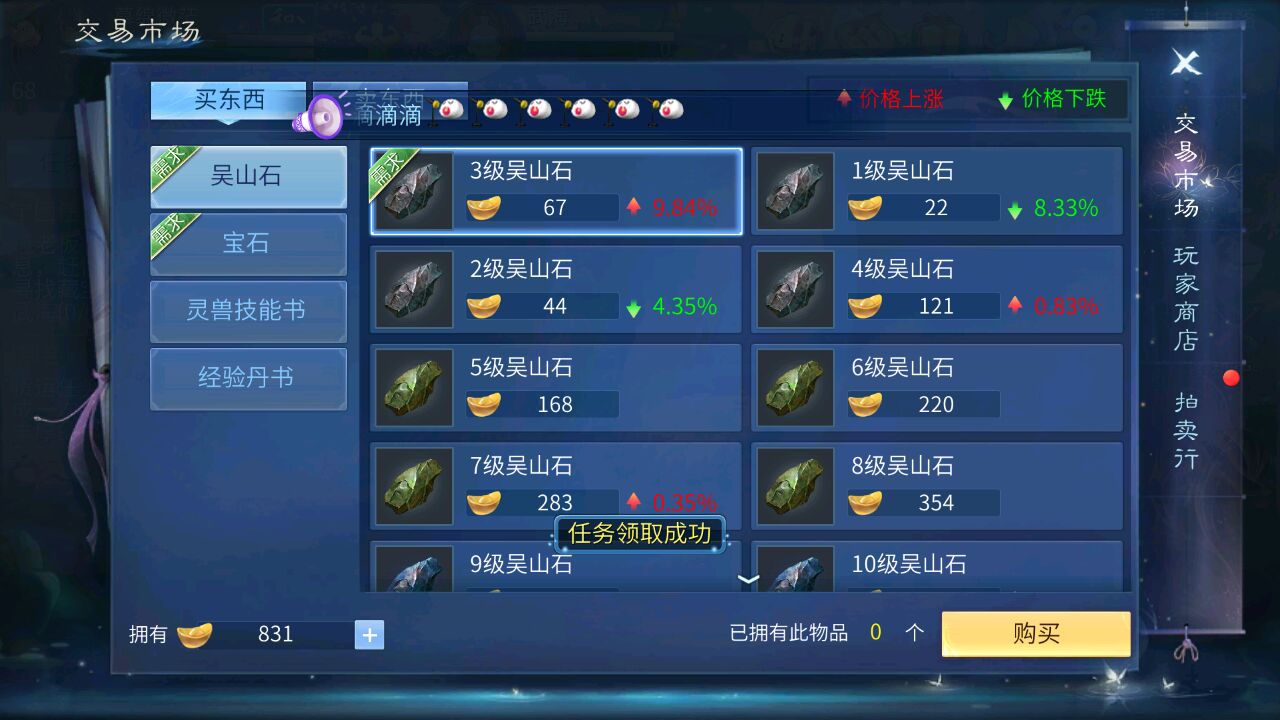 交易市场
买东西
卖东西
滴滴
价格上涨
价格下跌
需求
吴山石
需求
宝石
灵兽技能书
经验丹书
需求
3级吴山石
67
9.84%
1级吴山石
22
8.33%
2级吴山石
44
4.35%
4级吴山石
121
0.83%
5级吴山石
168
6级吴山石
220
7级吴山石
283
0.35%
8级吴山石
354
任务领取成功
9级吴山石
10级吴山石
拥有
831
+
已拥有此物品 0 个
购买
交易市场
玩家商店
拍卖行